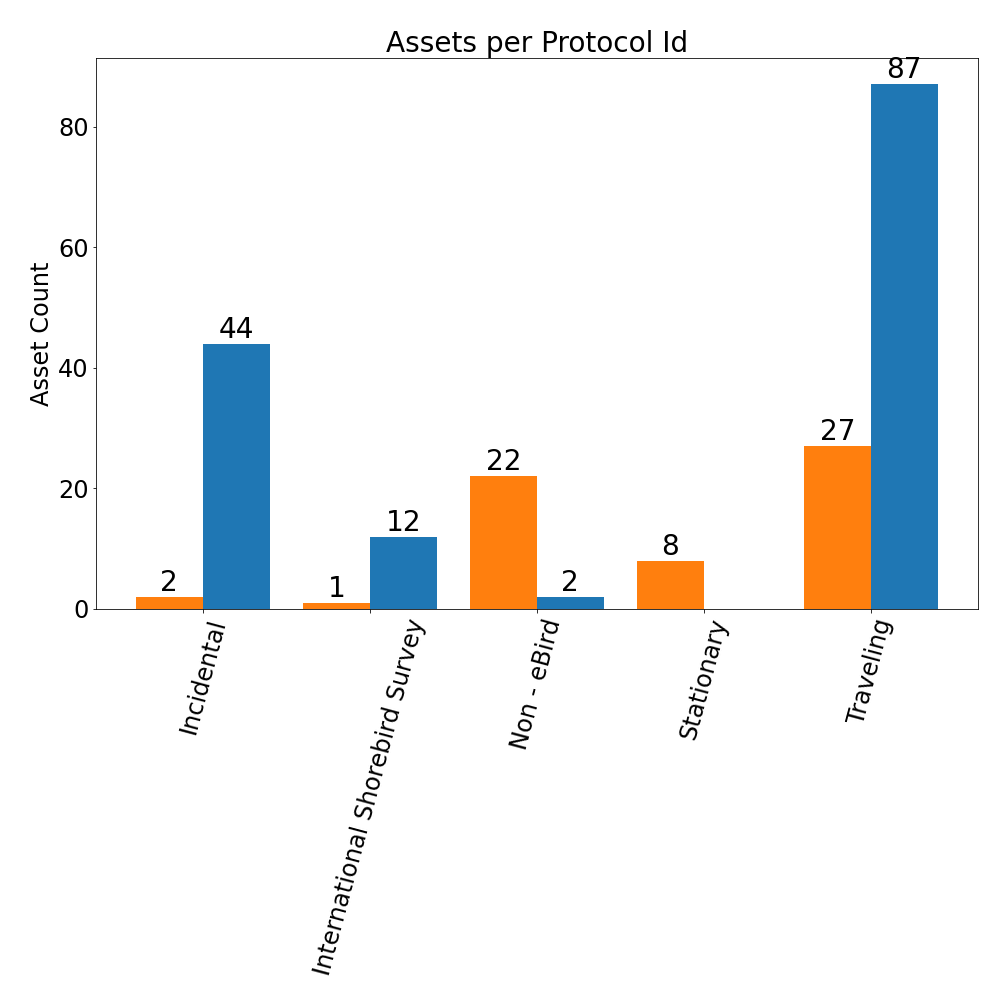 Assets per Protocol Id
Asset Count
80
60
40
20
0
2
44
1
12
22
2
8
27
87
Incidental
International Shorebird Survey
Non - eBird
Stationary
Traveling